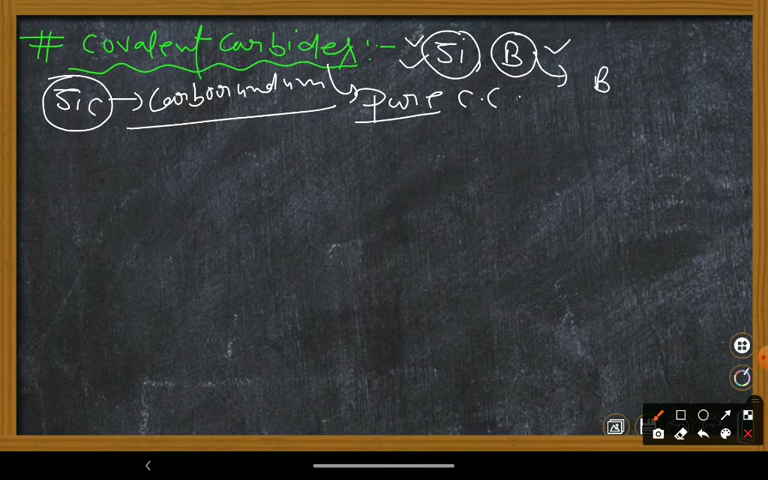 # Covalent Carbides :- Si, B
SiC → Carborundum → pure C.C. B